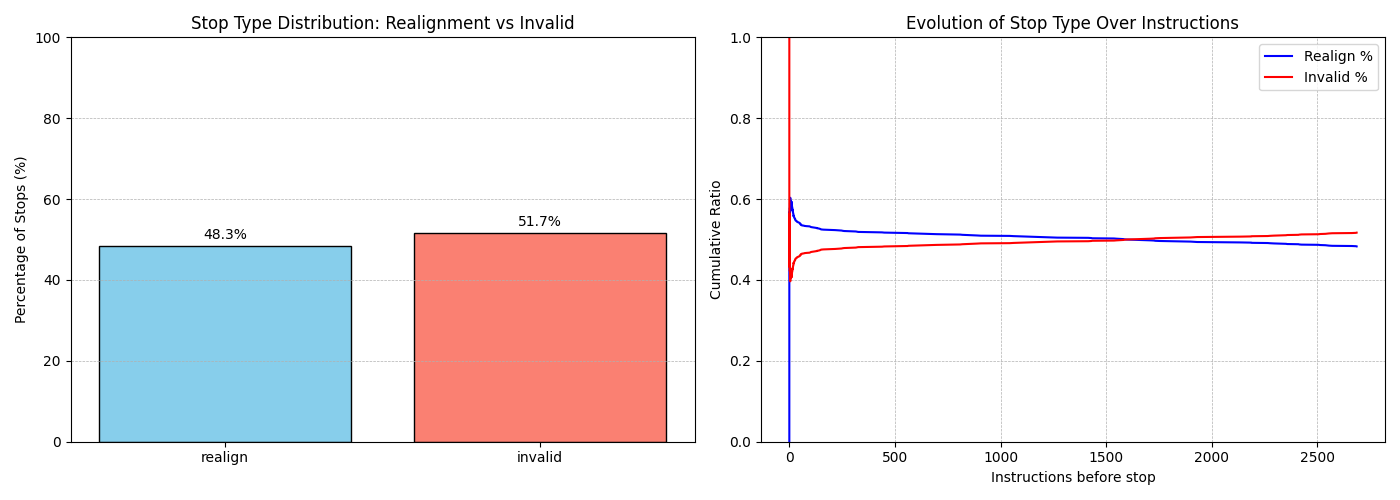 Stop Type Distribution: Realignment vs Invalid
Percentage of Stops (%)
100
80
60
40
20
0
48.3%
51.7%
realign
invalid
Evolution of Stop Type Over Instructions
Cumulative Ratio
1.0
0.8
0.6
0.4
0.2
0.0
Realign %
Invalid %
0
500
1000
1500
2000
2500
Instructions before stop